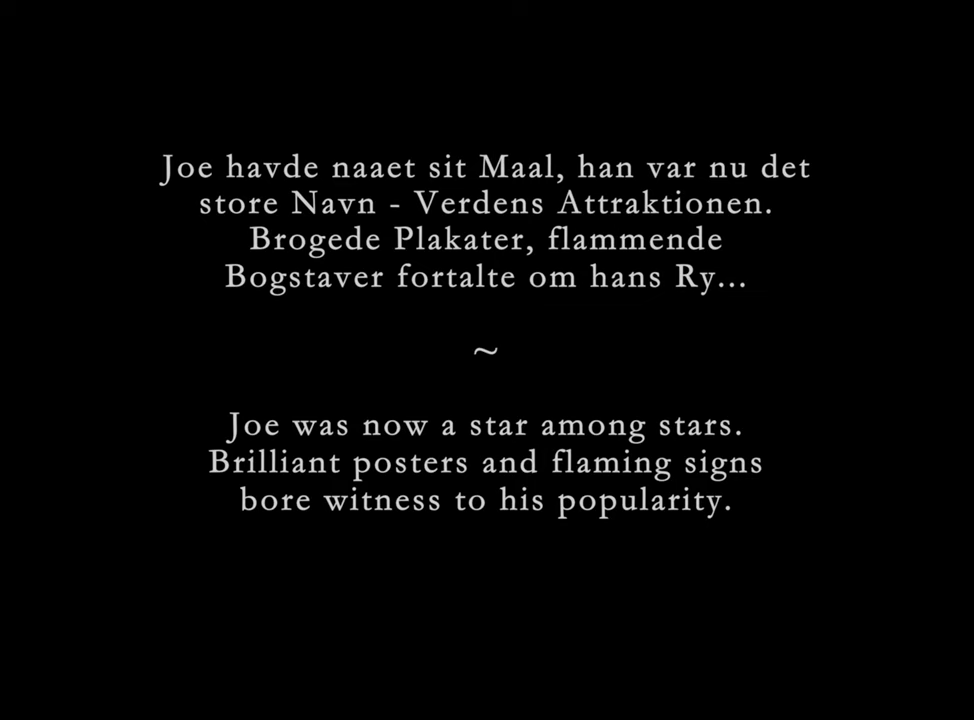 Joe havde naaet sit Maal, han var nu det
store Navn - Verdens Attraktionen.
Brogede Plakater, flammende
Bogstaver fortalte om hans Ry...
~
Joe was now a star among stars.
Brilliant posters and flaming signs
bore witness to his popularity.